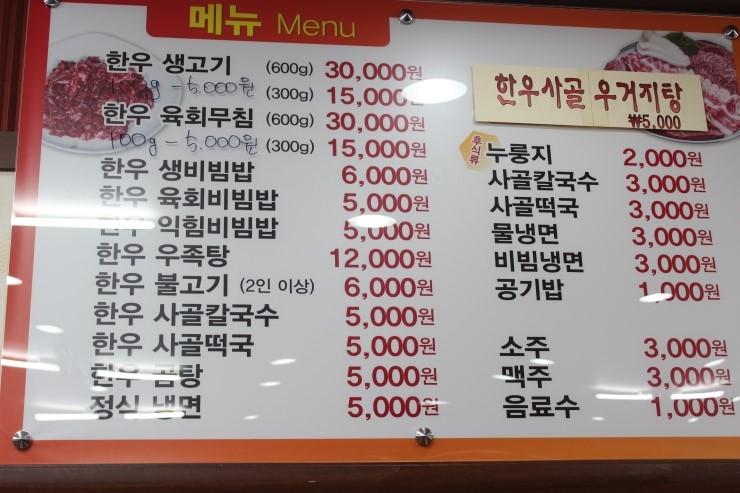 메뉴 Menu
한우 생고기 (600g) 30,000원
100g - 5.000원 (300g) 15,000원
한우 육회무침 (600g) 30,000원
100g - 5.000원 (300g) 15,000원
한우 생비빔밥 6,000원
한우 육회비빔밥 5,000원
한우 익힘비빔밥 5,000원
한우 우족탕 12,000원
한우 불고기 (2인 이상) 6,000원
한우 사골칼국수 5,000원
한우 사골떡국 5,000원
한우 곰탕 5,000원
정식 냉면 5,000원
한우사골 우거지탕
₩5,000
후식류
누룽지 2,000원
사골칼국수 3,000원
사골떡국 3,000원
물냉면 3,000원
비빔냉면 3,000원
공기밥 1,000원
소주 3,000원
맥주 3,000원
음료수 1,000원